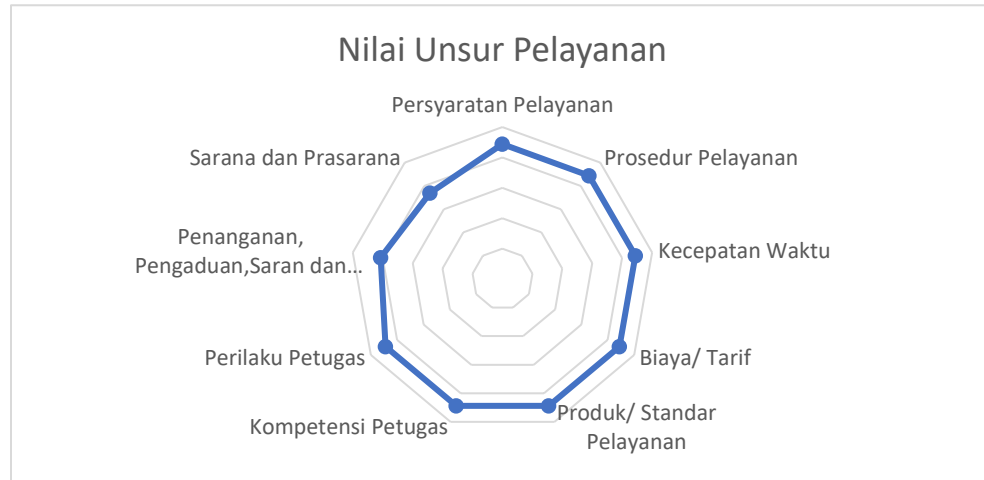 Nilai Unsur Pelayanan
Persyaratan Pelayanan
Prosedur Pelayanan
Kecepatan Waktu
Biaya/ Tarif
Produk/ Standar
Pelayanan
Kompetensi Petugas
Perilaku Petugas
Penanganan,
Pengaduan,Saran dan…
Sarana dan Prasarana